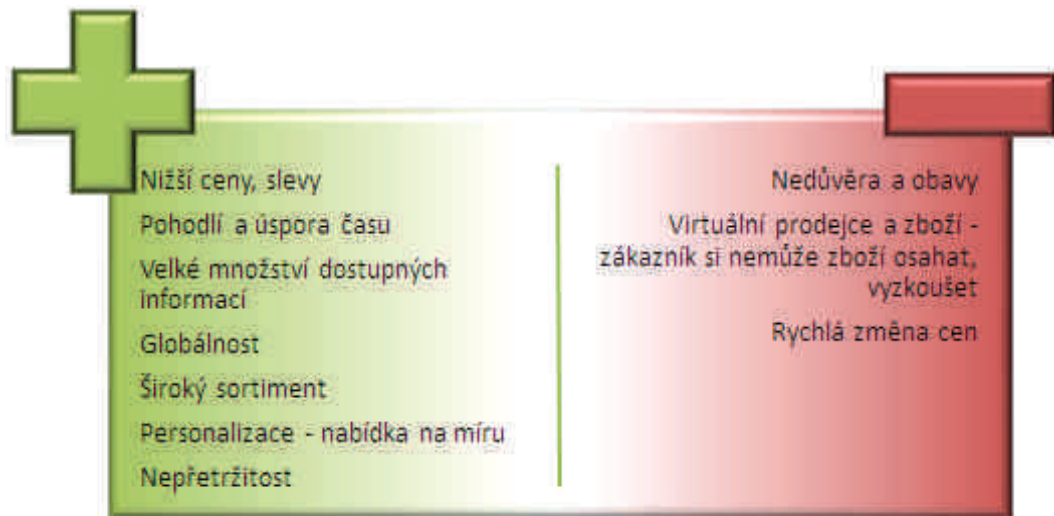 Nižší ceny, slevy
Pohodlí a úspora času
Velké množství dostupných
informací
Globálnost
Široký sortiment
Personalizace - nabídka na míru
Nepřetržitost
Nedůvěra a obavy
Virtuální prodejce a zboží -
zákazník si nemůže zboží osahat,
vyzkoušet
Rychlá změna cen